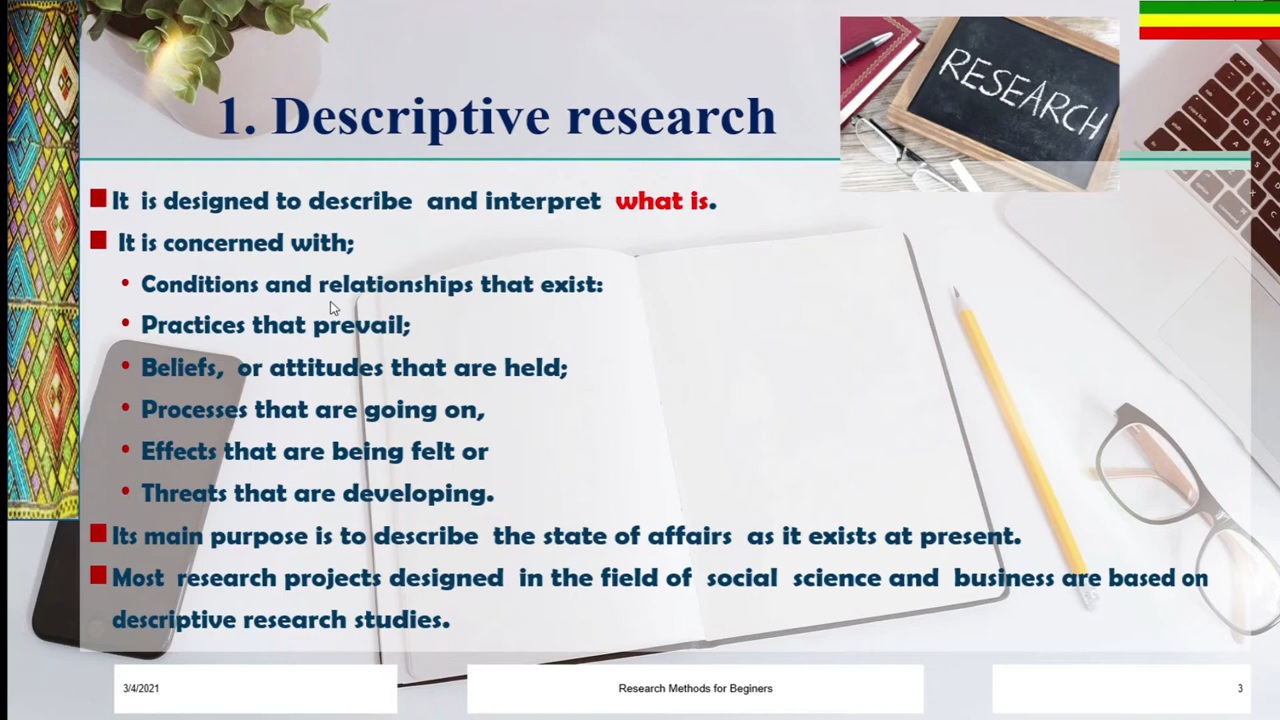 RESEARCH
1. Descriptive research
It is designed to describe and interpret what is.
It is concerned with;
Conditions and relationships that exist:
Practices that prevail;
Beliefs, or attitudes that are held;
Processes that are going on,
Effects that are being felt or
Threats that are developing.
Its main purpose is to describe the state of affairs as it exists at present.
Most research projects designed in the field of social science and business are based on
descriptive research studies.
3/4/2021
Research Methods for Beginers
3